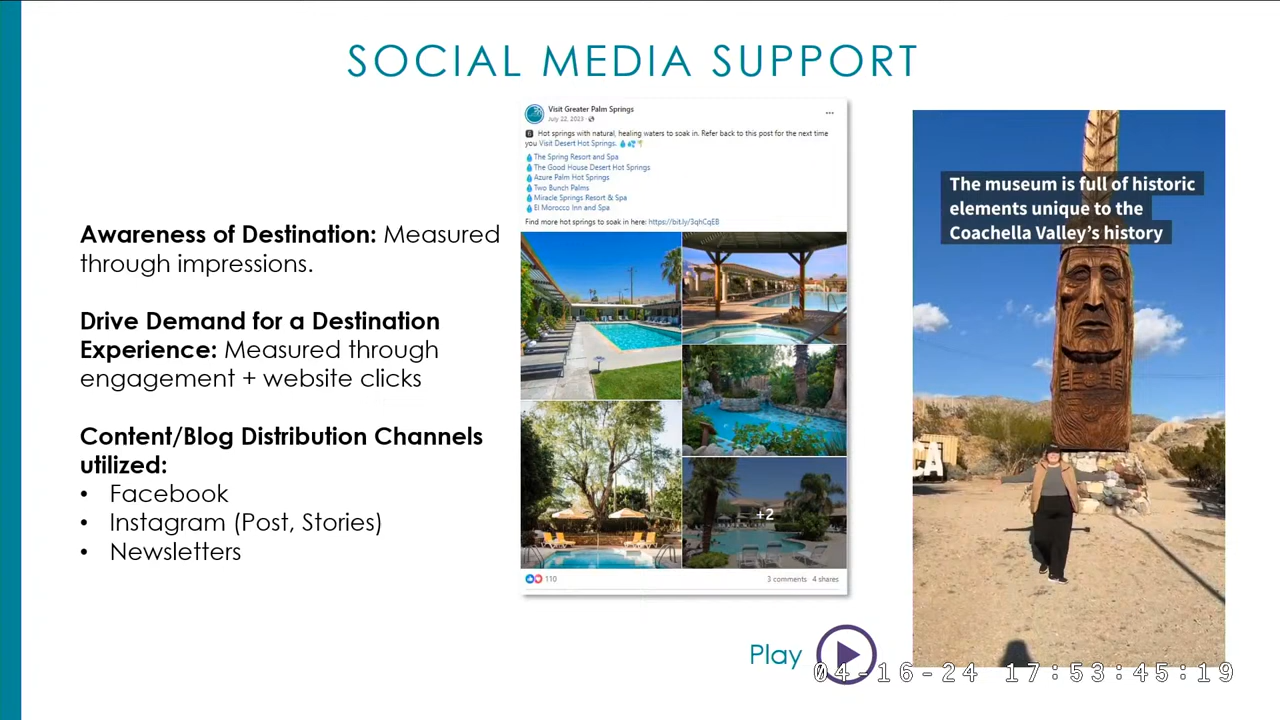 SOCIAL MEDIA SUPPORT
Awareness of Destination: Measured
through impressions.
Drive Demand for a Destination
Experience: Measured through
engagement + website clicks
Content/Blog Distribution Channels
utilized:
• Facebook
• Instagram (Post, Stories)
• Newsletters
Visit Greater Palm Springs
July 22, 2023
6 Hot springs with natural, healing waters to soak in. Refer back to this post for the next time
you Visit Desert Hot Springs.
The Spring Resort and Spa
The Good House Desert Hot Springs
Azure Palm Hot Springs
Two Bunch Palms
Miracle Springs Resort & Spa
El Morocco Inn and Spa
Find more hot springs to soak in here: https://bit.ly/3qhCqEB
+2
110
3 comments 4 shares
The museum is full of historic
elements unique to the
Coachella Valley’s history
Play
04-16-24 17:53:45:19